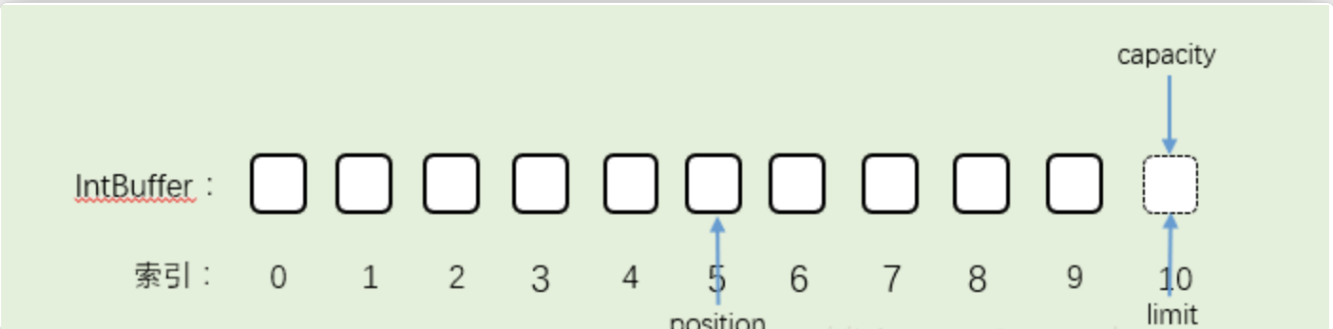 capacity
IntBuffer：
索引： 0 1 2 3 4 5 6 7 8 9 10
position limit